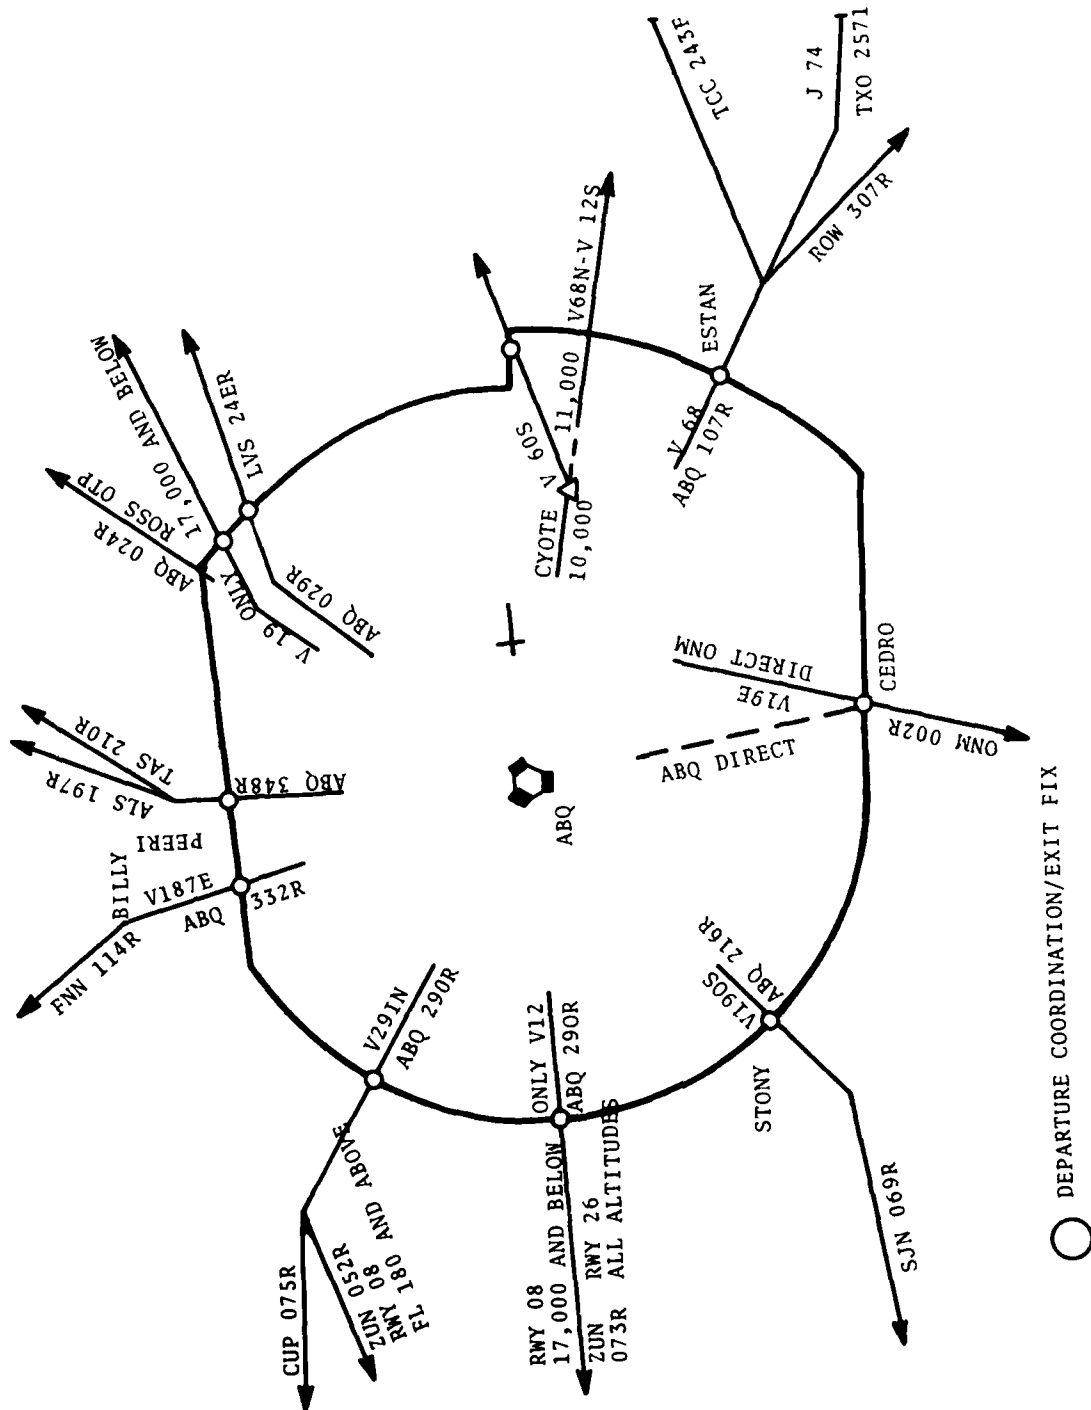 TCC 243F
J 74
TXO 2571
ROW 307R
ESTAN
V 68
ABQ 107R
V68N-V 12S
11,000
V 60S
CYOTE
10,000
17,000 AND BELOW
LVS 24ER
ROSS OTP
ABQ 024R
V 19 ONLY
ABQ 029R
TAS 210R
ALS 197R
ABQ 348R
PEERI
BILLY
V187E
ABQ
332R
FNN 114R
V291N
ABQ 290R
CUP 075R
ZUN 052R
RWY 08
FL 180 AND ABOVE
ONLY V12
ABQ 290R
RWY 08
17,000 AND BELOW
ZUN RWY 26
073R ALL ALTITUDES
ABQ
ABQ DIRECT
V19E
DIRECT ONM
CEDRO
ONM 002R
ABQ 216R
V190S
STONY
SJN 069R
DEPARTURE COORDINATION/EXIT FIX